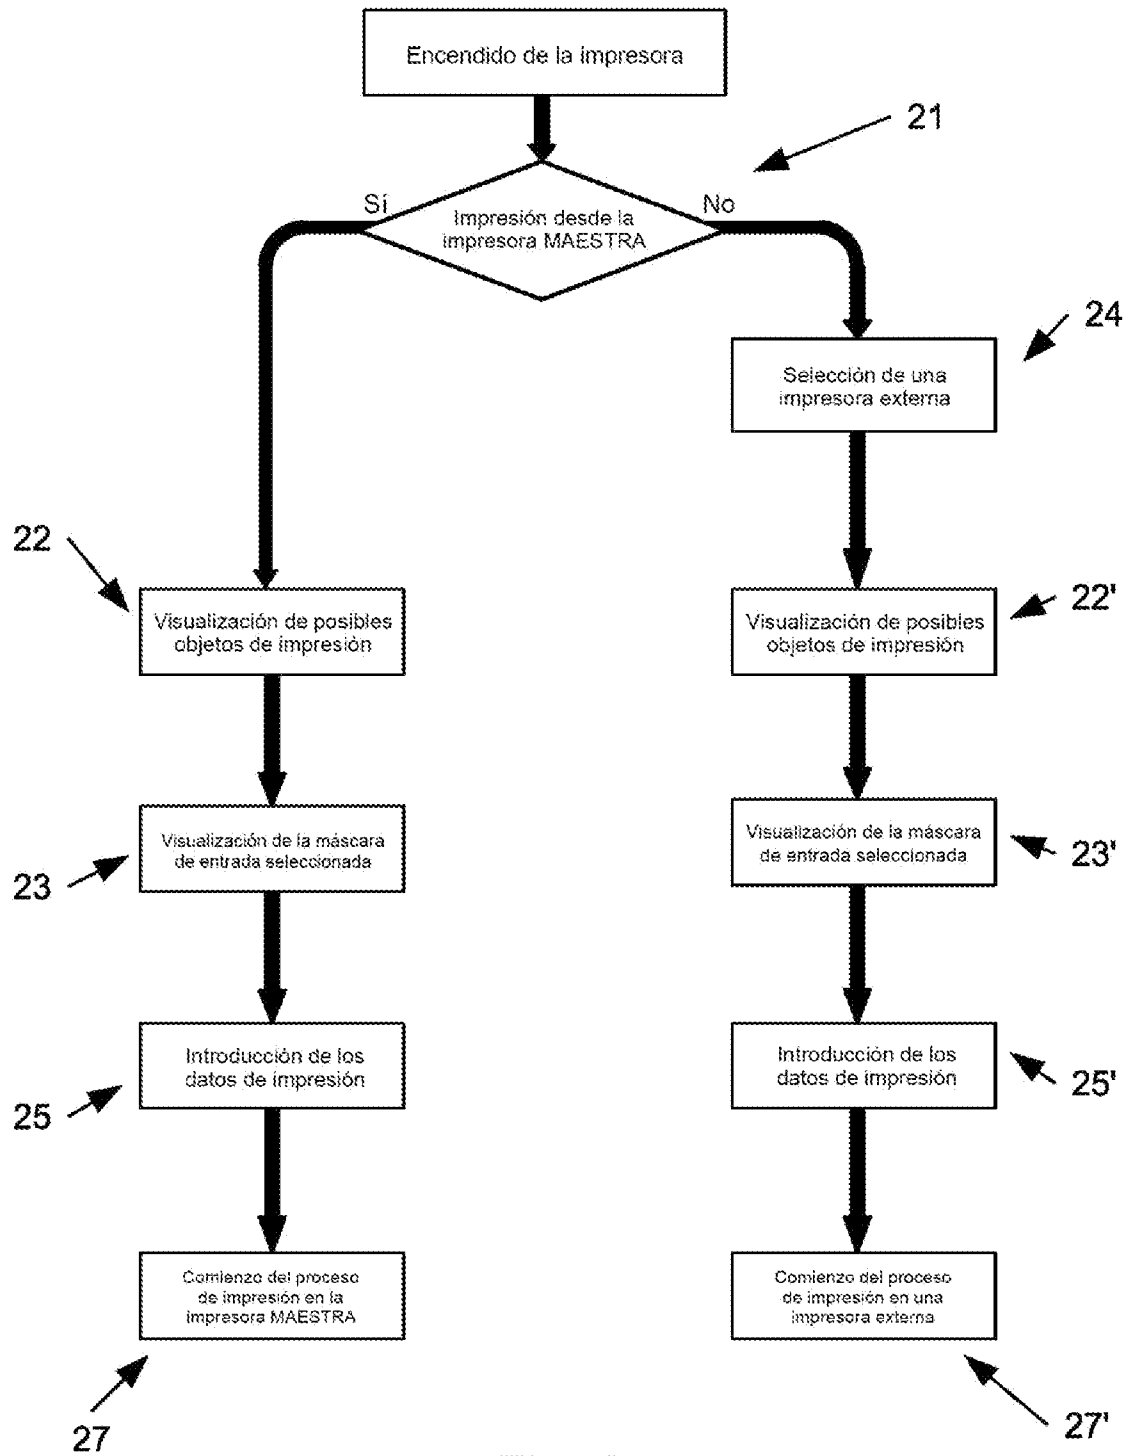 Encendido de la impresora
21
Sí
No
Impresión desde la
impresora MAESTRA
24
Selección de una
impresora externa
22
Visualización de posibles
objetos de impresión
22'
Visualización de posibles
objetos de impresión
23
Visualización de la máscara
de entrada seleccionada
23'
Visualización de la máscara
de entrada seleccionada
25
Introducción de los
datos de impresión
25'
Introducción de los
datos de impresión
Comienzo del proceso
de impresión en la
impresora MAESTRA
27
Comienzo del proceso
de impresión en una
impresora externa
27'